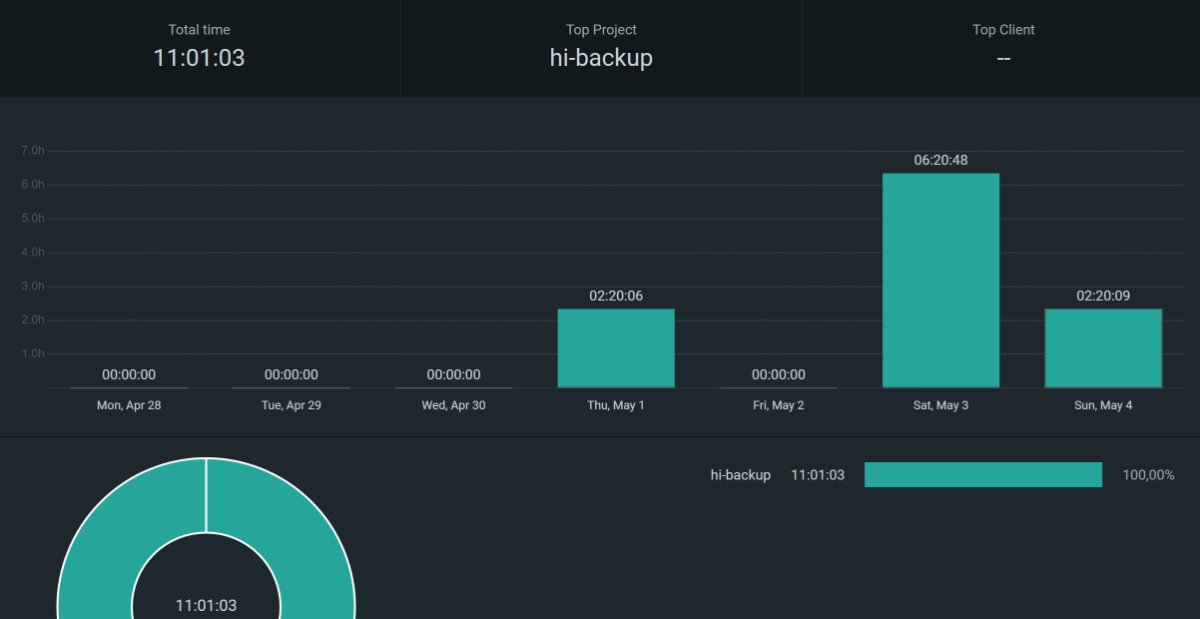 Total time
11:01:03
Top Project
hi-backup
Top Client
--
7.0h
6.0h
5.0h
4.0h
3.0h
2.0h
1.0h
00:00:00
00:00:00
00:00:00
02:20:06
00:00:00
06:20:48
02:20:09
Mon, Apr 28
Tue, Apr 29
Wed, Apr 30
Thu, May 1
Fri, May 2
Sat, May 3
Sun, May 4
hi-backup 11:01:03 100,00%
11:01:03